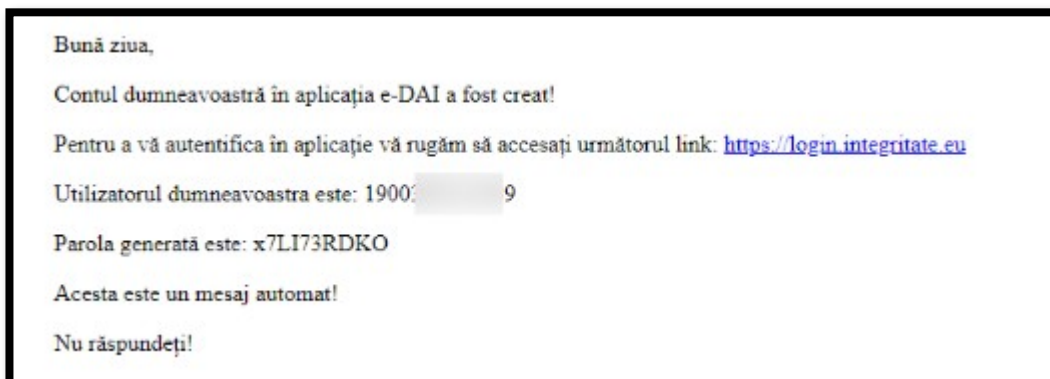 Bună ziua,
Contul dumneavoastră în aplicația e-DAI a fost creat!
Pentru a vă autentifica în aplicație vă rugăm să accesați următorul link: https://login.integritate.eu
Utilizatorul dumneavoastra este: 1900 9
Parola generată este: x7LI73RDKO
Acesta este un mesaj automat!
Nu răspundeți!